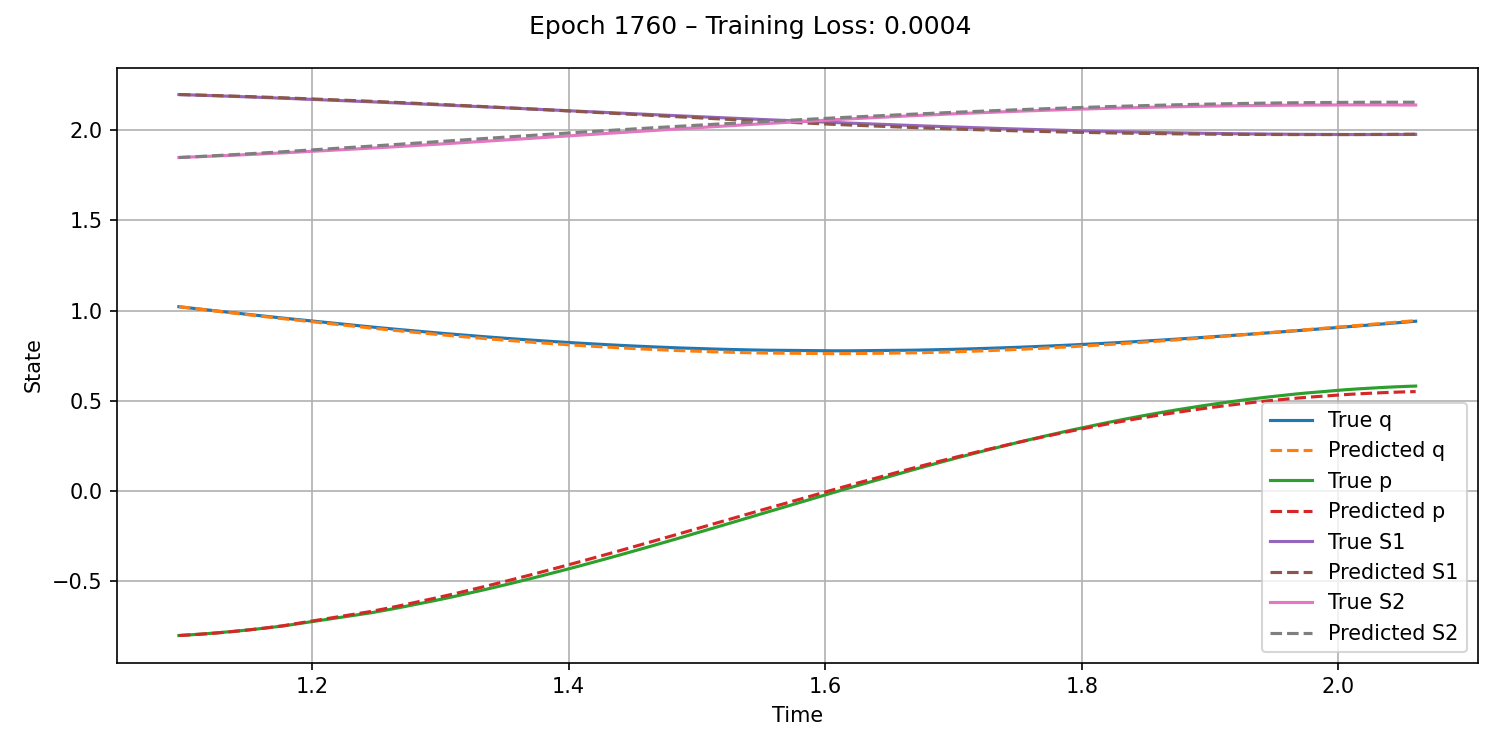 Epoch 1760 – Training Loss: 0.0004
2.0
1.5
1.0
0.5
0.0
−0.5
State
1.2
1.4
1.6
1.8
2.0
Time
True q
Predicted q
True p
Predicted p
True S1
Predicted S1
True S2
Predicted S2